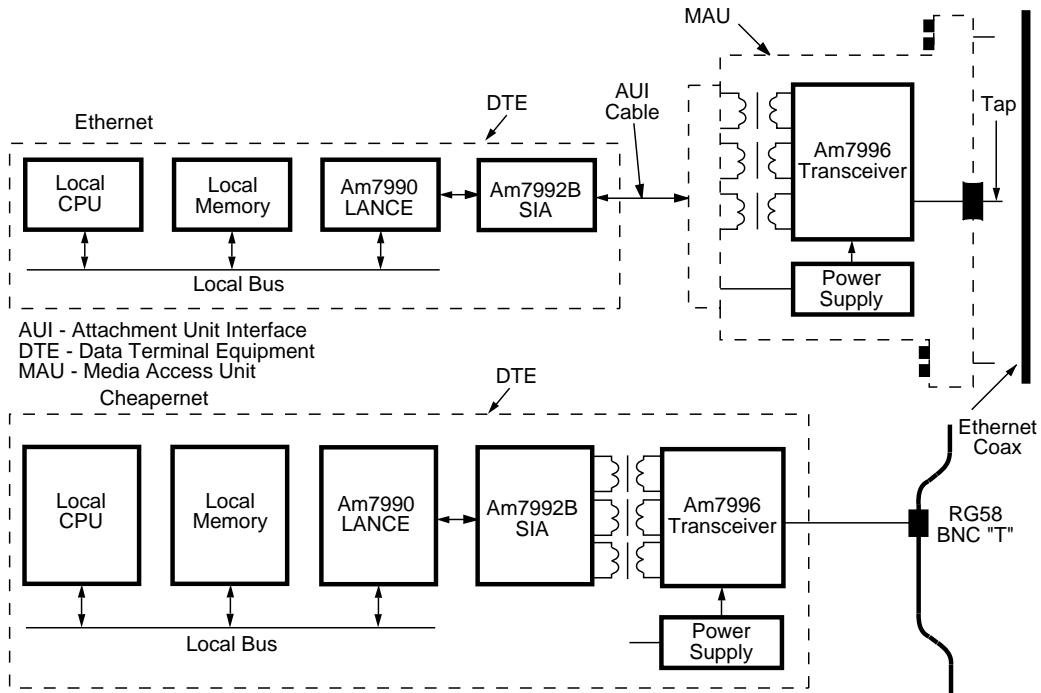 MAU
DTE
AUI
Cable
Tap
Ethernet
Local
CPU
Local
Memory
Am7990
LANCE
Am7992B
SIA
Am7996
Transceiver
Local Bus
Power
Supply
AUI - Attachment Unit Interface
DTE - Data Terminal Equipment
MAU - Media Access Unit
Cheapernet
DTE
Ethernet
Coax
Local
CPU
Local
Memory
Am7990
LANCE
Am7992B
SIA
Am7996
Transceiver
RG58
BNC "T"
Local Bus
Power
Supply